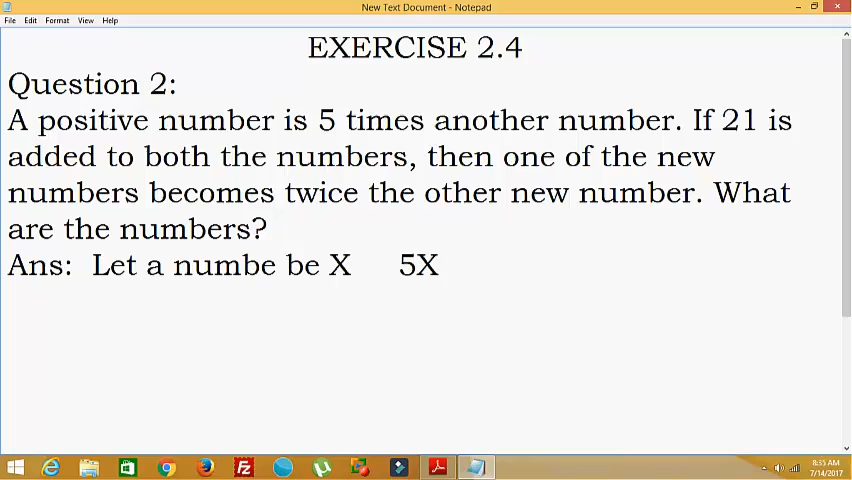 New Text Document - Notepad
File Edit Format View Help
EXERCISE 2.4
Question 2:
A positive number is 5 times another number. If 21 is
added to both the numbers, then one of the new
numbers becomes twice the other new number. What
are the numbers?
Ans: Let a numbe be X 5X
8:35 AM
7/14/2017